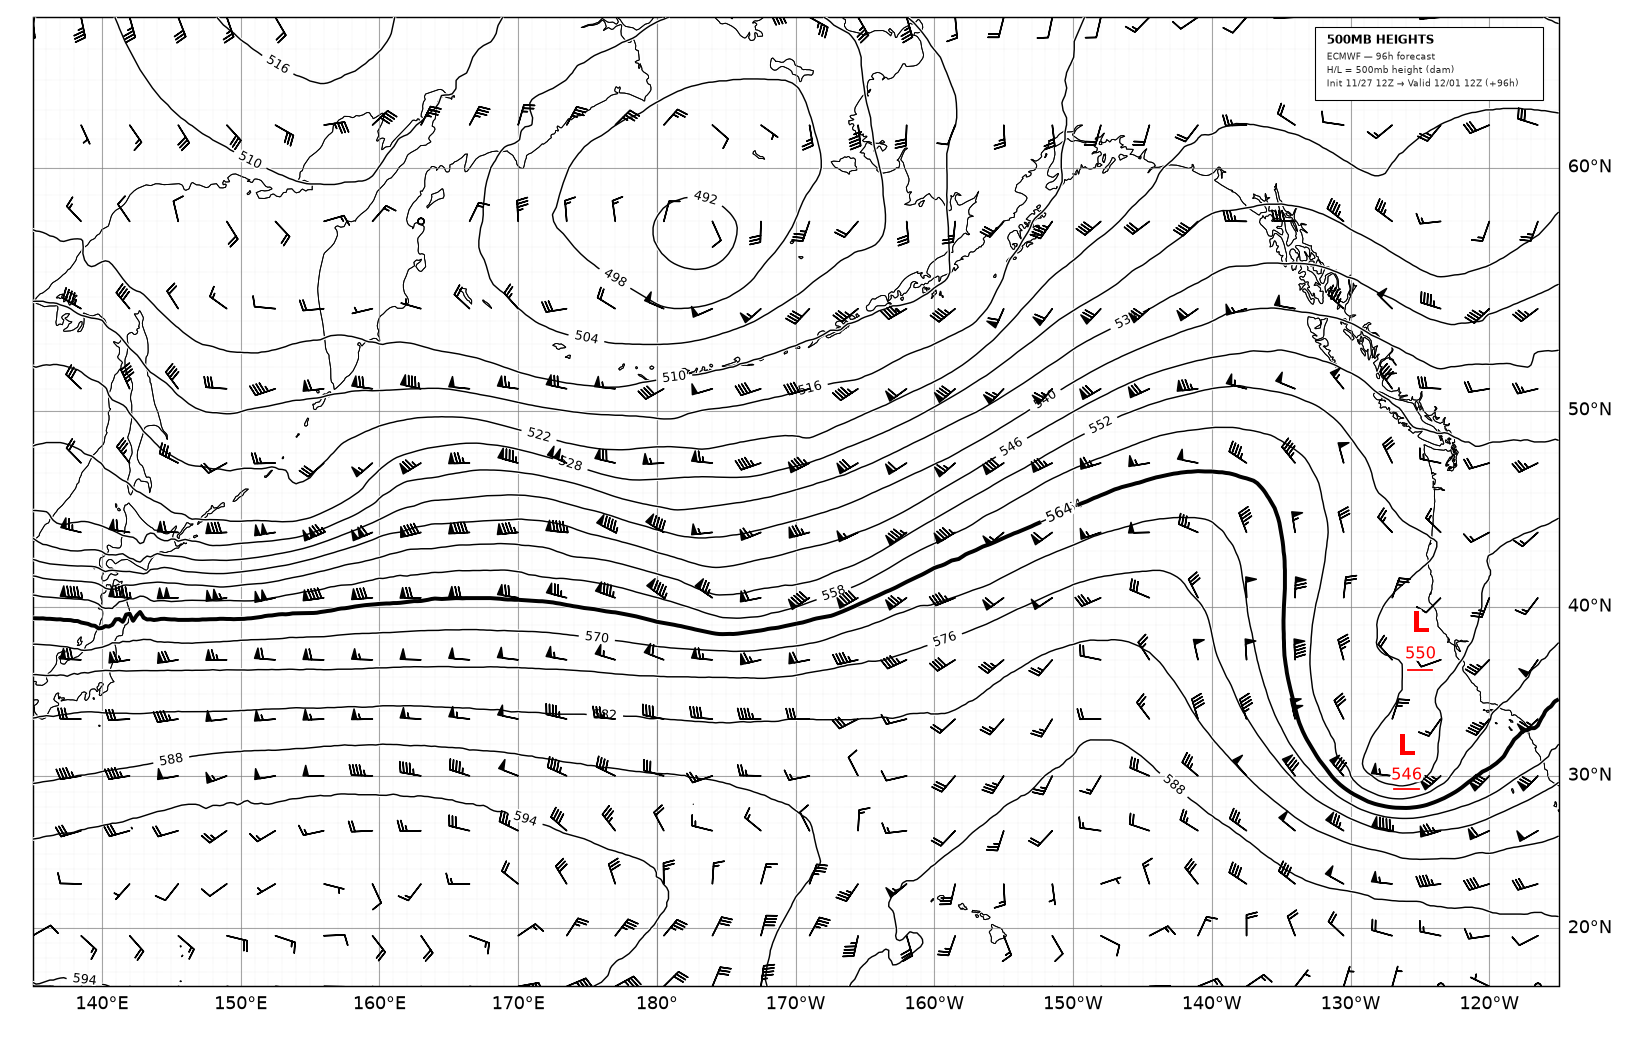 500MB HEIGHTS
ECMWF — 96h forecast
H/L = 500mb height (dam)
Init 11/27 12Z → Valid 12/01 12Z (+96h)
516
510
492
498
504
510
516
522
528
540
546
552
558
564
570
576
582
588
588
594
594
L
550
L
546
60°N
50°N
40°N
30°N
20°N
140°E
150°E
160°E
170°E
180°
170°W
160°W
150°W
140°W
130°W
120°W